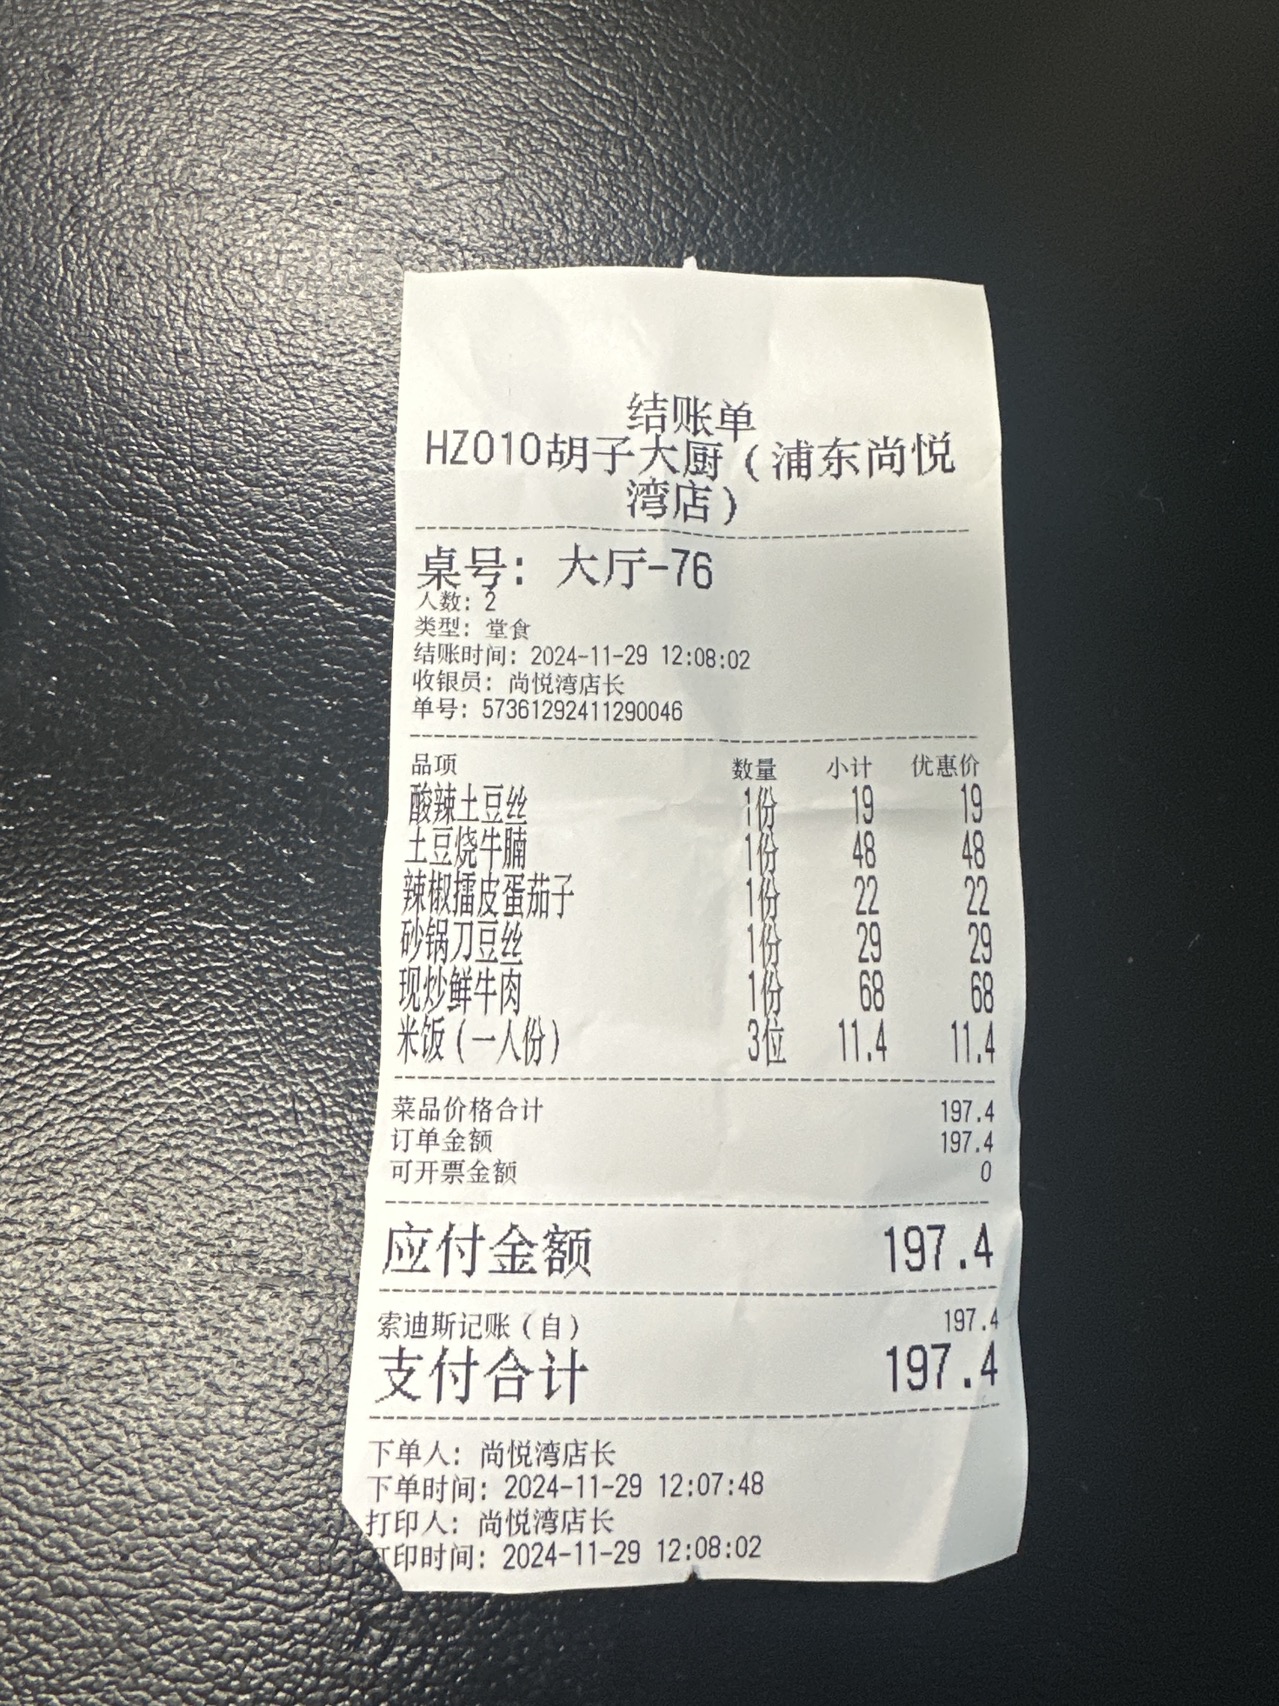 结账单
HZ010胡子大厨（浦东尚悦
湾店）
桌号：大厅-76
人数：2
类型：堂食
结账时间：2024-11-29 12:08:02
收银员：尚悦湾店长
单号：57361292411290046
品项 数量 小计 优惠价
酸辣土豆丝 1份 19 19
土豆烧牛腩 1份 48 48
辣椒擂皮蛋茄子 1份 22 22
砂锅刀豆丝 1份 29 29
现炒鲜牛肉 1份 68 68
米饭（一人份） 3位 11.4 11.4
菜品价格合计 197.4
订单金额 197.4
可开票金额 0
应付金额 197.4
索迪斯记账（自） 197.4
支付合计 197.4
下单人：尚悦湾店长
下单时间：2024-11-29 12:07:48
打印人：尚悦湾店长
打印时间：2024-11-29 12:08:02